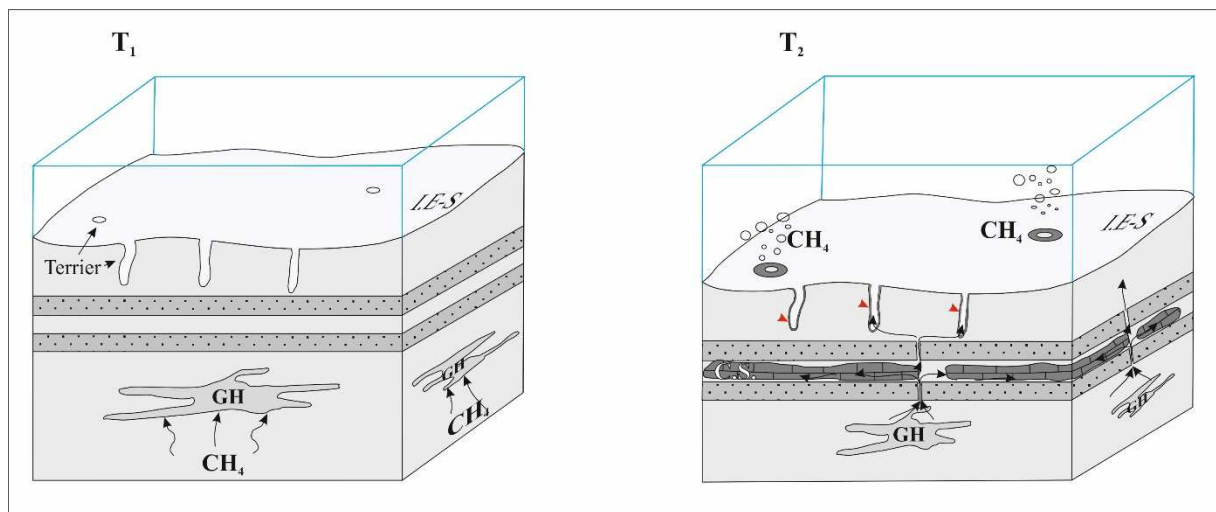 T₁
I.E-S
Terrier
GH
CH₄
GH
CH₄
T₂
CH₄
CH₄
I.E-S
GH
GH